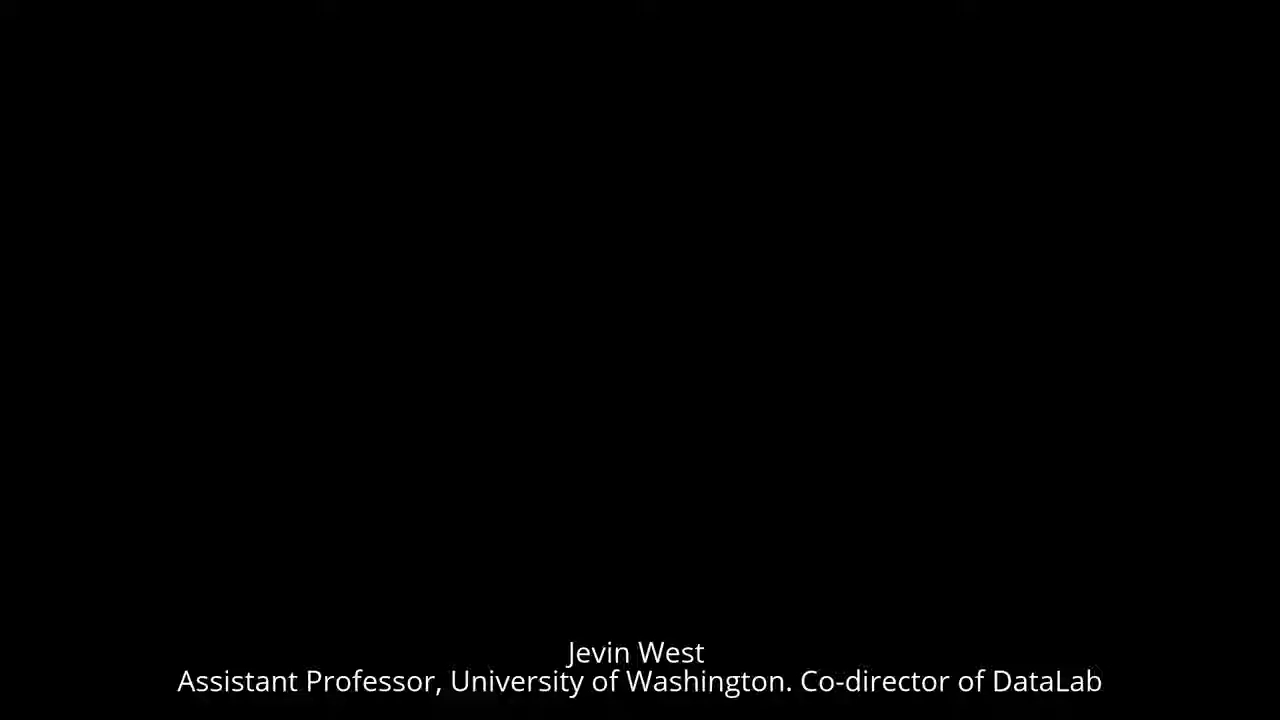 Jevin West
Assistant Professor, University of Washington. Co-director of DataLab